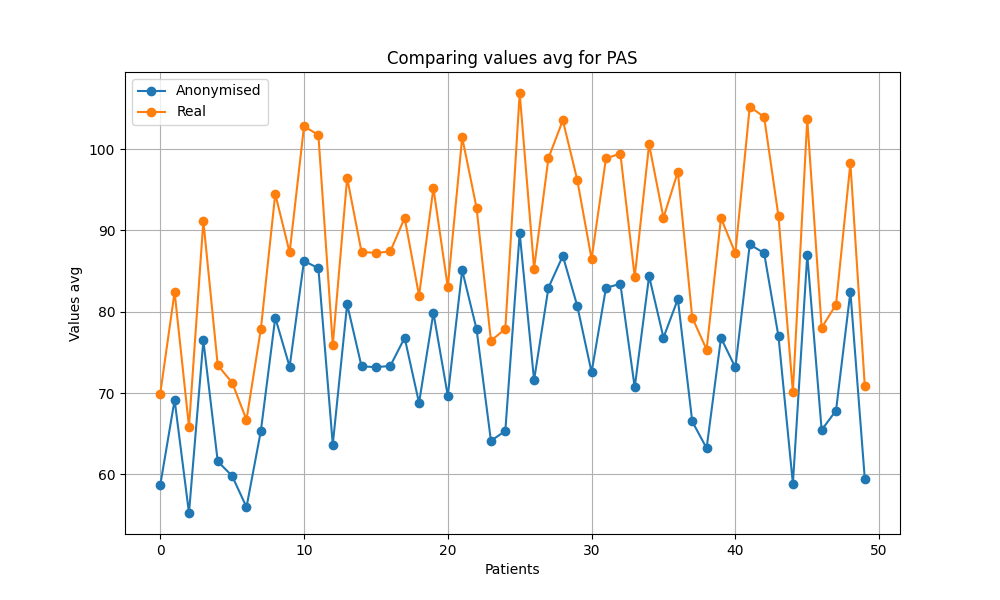 Comparing values avg for PAS
Anonymised
Real
Values avg
100
90
80
70
60
0 10 20 30 40 50
Patients